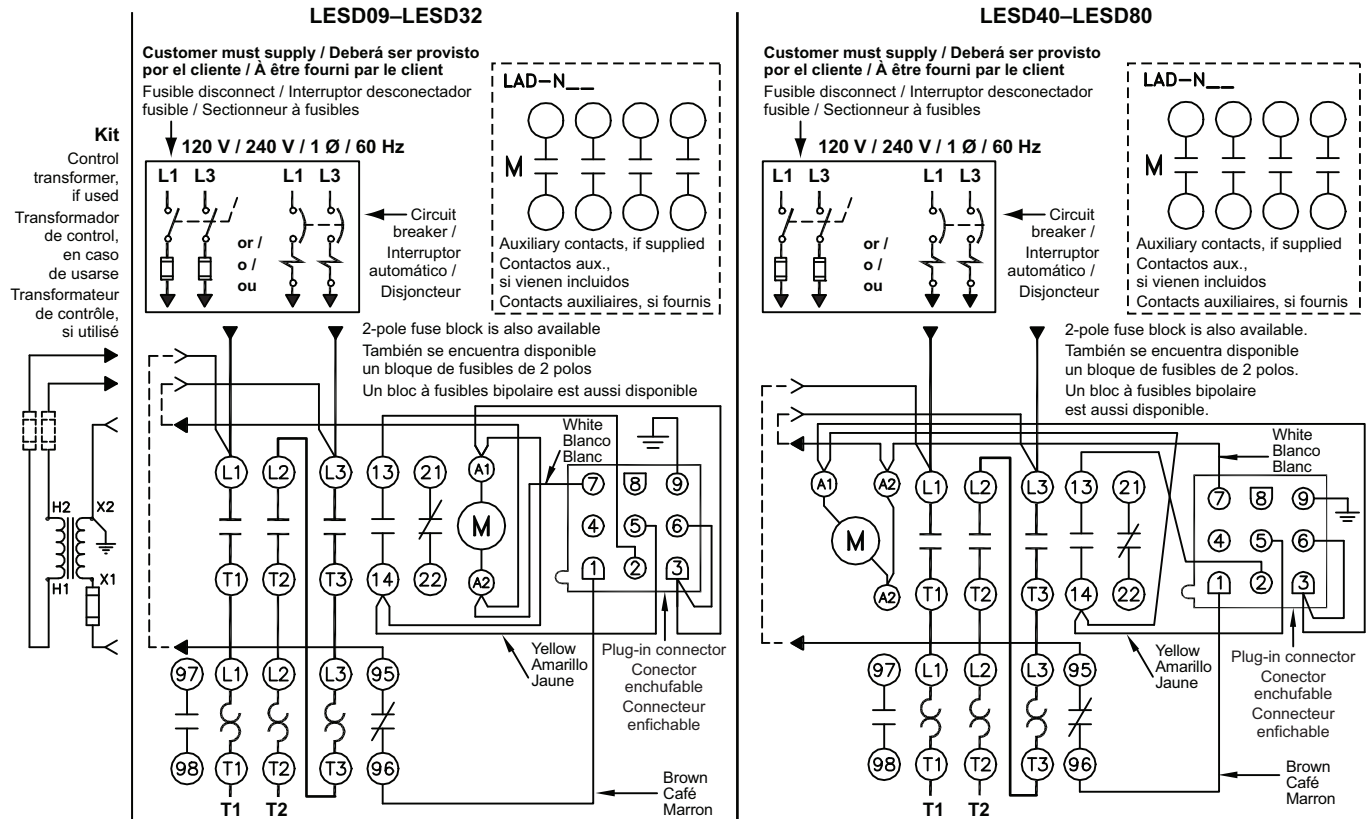 LESD09–LESD32
Customer must supply / Deberá ser provisto
por el cliente / À être fourni par le client
Fusible disconnect / Interruptor desconectador
fusible / Sectionneur à fusibles
120 V / 240 V / 1 Ø / 60 Hz
L1 L3 L1 L3
or /
o /
ou
Circuit
breaker /
Interruptor
automático /
Disjoncteur
LAD-N__
M
Auxiliary contacts, if supplied
Contactos aux.,
si vienen incluidos
Contacts auxiliaires, si fournis
Kit
Control
transformer,
if used
Transformador
de control,
en caso
de usarse
Transformateur
de contrôle,
si utilisé
H2 X2
H1 X1
2-pole fuse block is also available
También se encuentra disponible
un bloque de fusibles de 2 polos
Un bloc à fusibles bipolaire est aussi disponible
White
Blanco
Blanc
L1 L2 L3 13 21 A1
7 8 9
M
4 5 6
T1 T2 T3 14 22 A2
1 2 3
Yellow
Amarillo
Jaune
Plug-in connector
Conector
enchufable
Connecteur
enfichable
97 L1 L2 L3 95
98 T1 T2 T3 96
Brown
Café
Marron
T1 T2
LESD40–LESD80
Customer must supply / Deberá ser provisto
por el cliente / À être fourni par le client
Fusible disconnect / Interruptor desconectador
fusible / Sectionneur à fusibles
120 V / 240 V / 1 Ø / 60 Hz
L1 L3 L1 L3
or /
o /
ou
Circuit
breaker /
Interruptor
automático /
Disjoncteur
LAD-N__
M
Auxiliary contacts, if supplied
Contactos aux.,
si vienen incluidos
Contacts auxiliaires, si fournis
2-pole fuse block is also available.
También se encuentra disponible
un bloque de fusibles de 2 polos.
Un bloc à fusibles bipolaire
est aussi disponible.
White
Blanco
Blanc
A1 A2 L1 L2 L3 13 21
7 8 9
M
4 5 6
A2 T1 T2 T3 14 22
1 2 3
Yellow
Amarillo
Jaune
Plug-in connector
Conector
enchufable
Connecteur
enfichable
97 L1 L2 L3 95
98 T1 T2 T3 96
Brown
Café
Marron
T1 T2